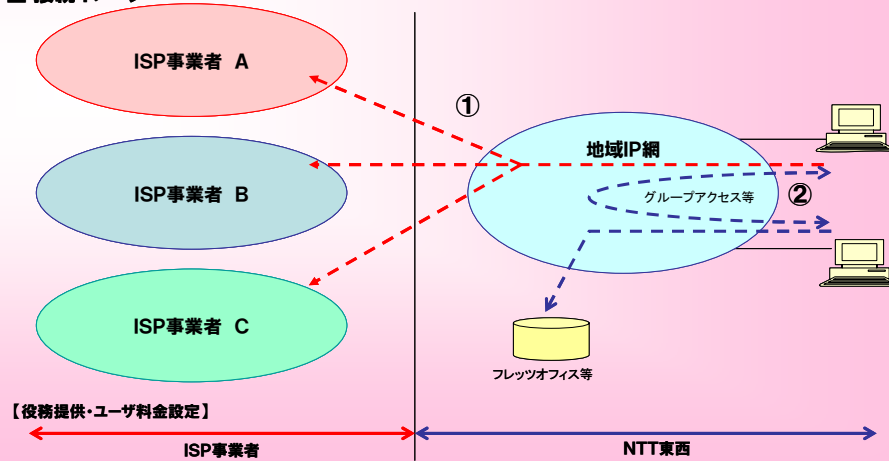 ISP事業者 A
①
地域IP網
ISP事業者 B
グループアクセス等
②
ISP事業者 C
フレッツオフィス等
【役務提供・ユーザ料金設定】
ISP事業者
NTT東西